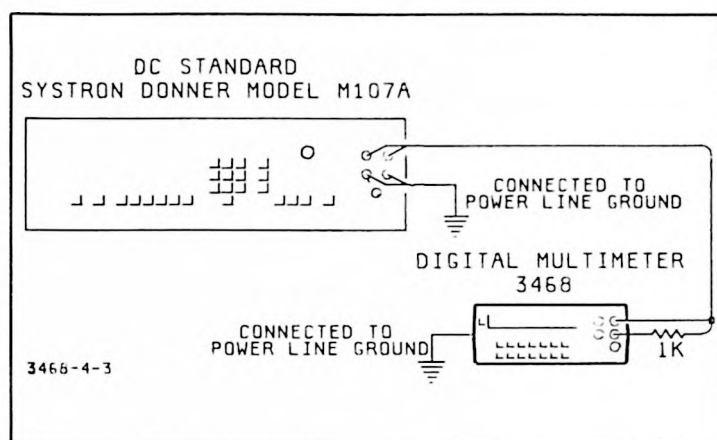 DC STANDARD
SYSTRON DONNER MODEL M107A
CONNECTED TO
POWER LINE GROUND
DIGITAL MULTIMETER
3468
CONNECTED TO
POWER LINE GROUND
1K
3468-4-3